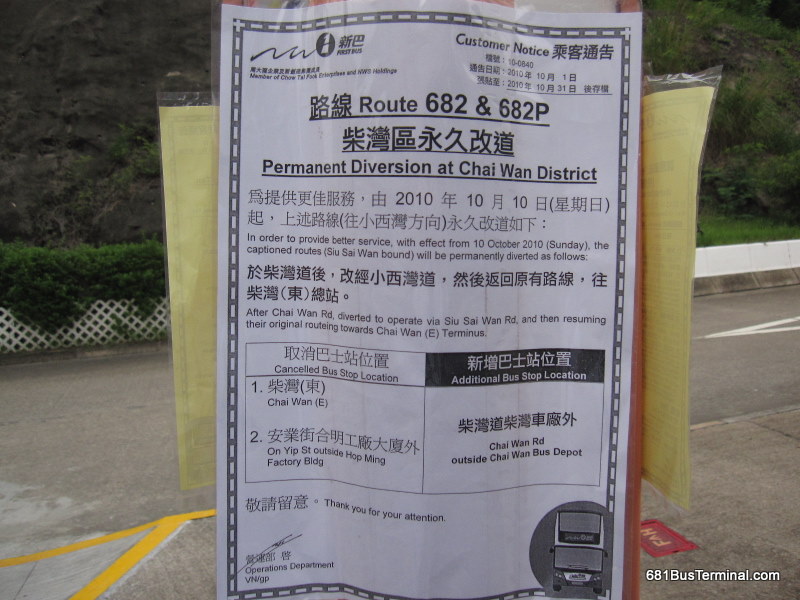 新巴
FIRST BUS
周大福企業及新創建集團成員
Member of Chow Tai Fook Enterprises and NWS Holdings
Customer Notice 乘客通告
檔號：10-0840
通告日期：2010 年 10 月 1 日
張貼至：2010 年 10 月 31 日 後存檔
路線 Route 682 & 682P
柴灣區永久改道
Permanent Diversion at Chai Wan District
為提供更佳服務，由 2010 年 10 月 10 日(星期日)
起，上述路線(往小西灣方向)永久改道如下：
In order to provide better service, with effect from 10 October 2010 (Sunday), the
captioned routes (Siu Sai Wan bound) will be permanently diverted as follows:
於柴灣道後，改經小西灣道，然後返回原有路線，往
柴灣(東)總站。
After Chai Wan Rd, diverted to operate via Siu Sai Wan Rd, and then resuming
their original routeing towards Chai Wan (E) Terminus.
取消巴士站位置
Cancelled Bus Stop Location
1. 柴灣(東)
Chai Wan (E)
2. 安業街合明工廠大廈外
On Yip St outside Hop Ming
Factory Bldg
新增巴士站位置
Additional Bus Stop Location
柴灣道柴灣車廠外
Chai Wan Rd
outside Chai Wan Bus Depot
敬請留意。Thank you for your attention.
營運部 啓
Operations Department
VN/gp
681BusTerminal.com